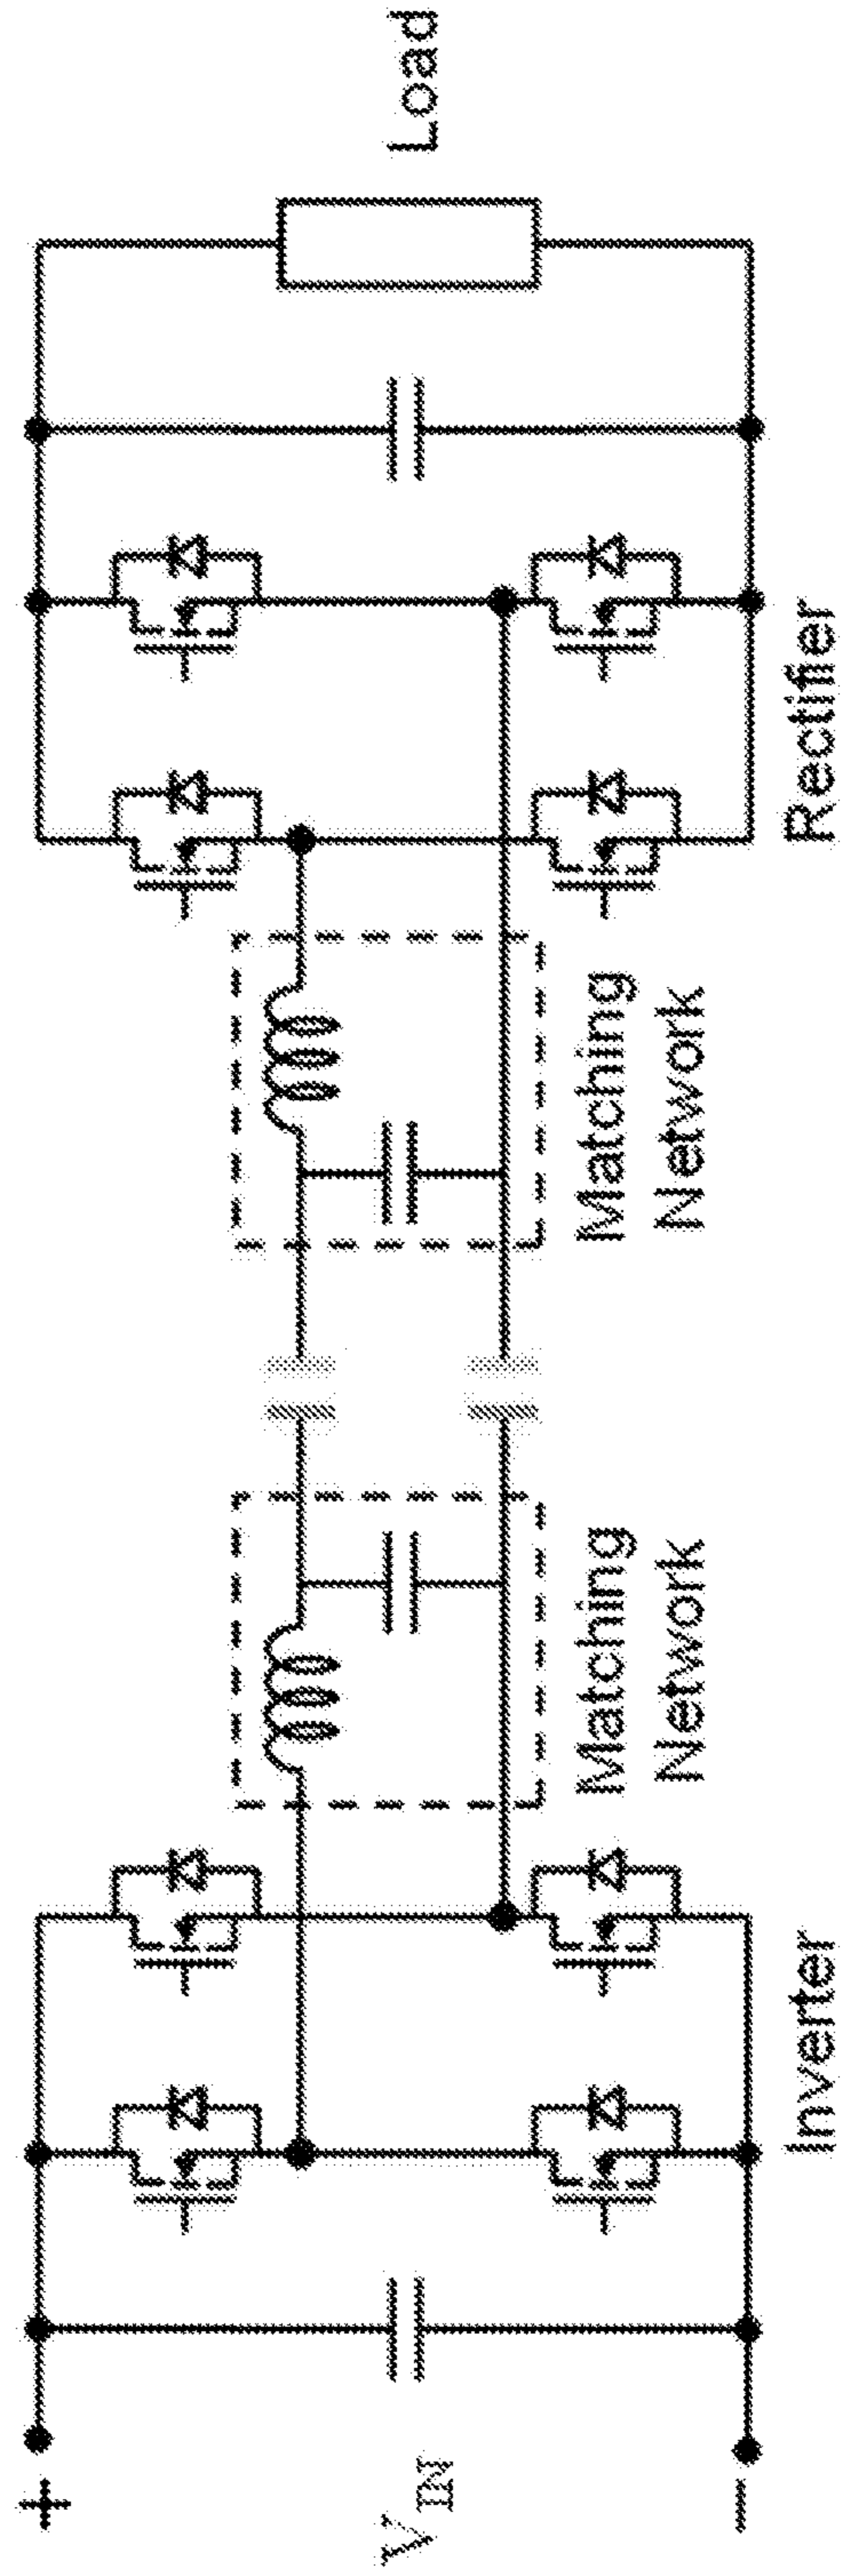 +
V_IN
−
Inverter
Matching
Network
Matching
Network
Rectifier
Load